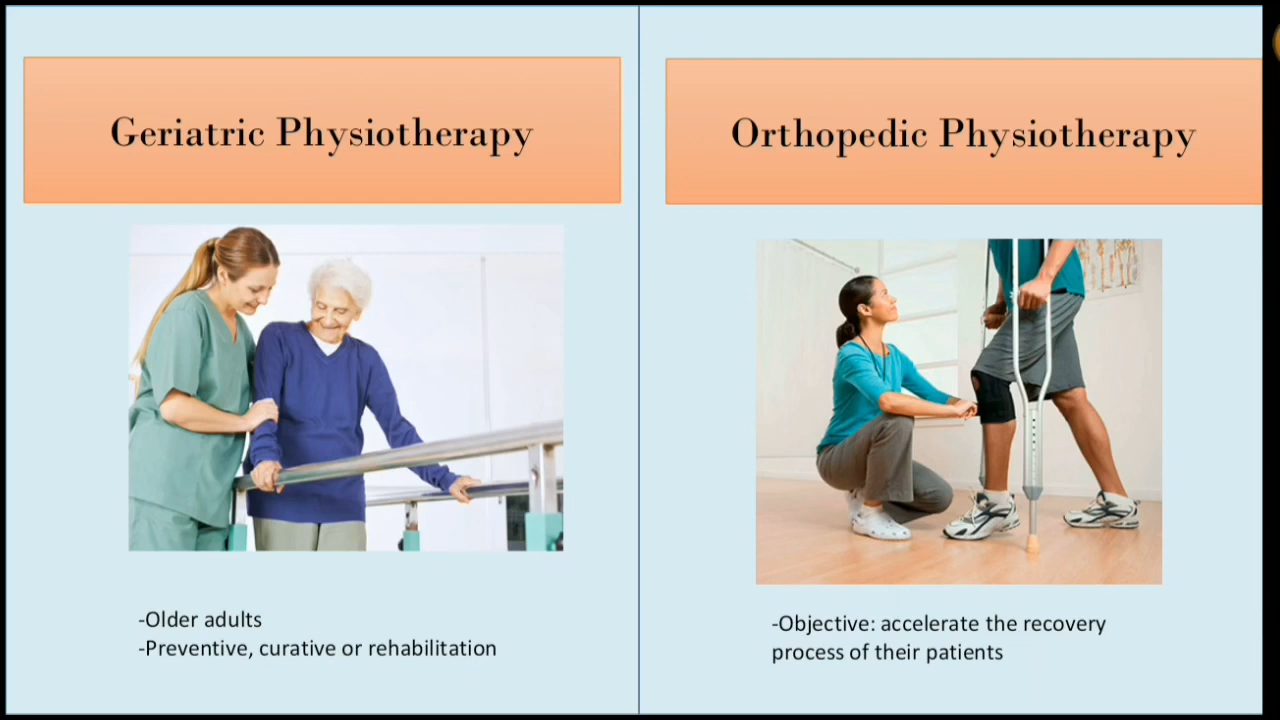 Geriatric Physiotherapy
-Older adults
-Preventive, curative or rehabilitation
Orthopedic Physiotherapy
-Objective: accelerate the recovery
process of their patients